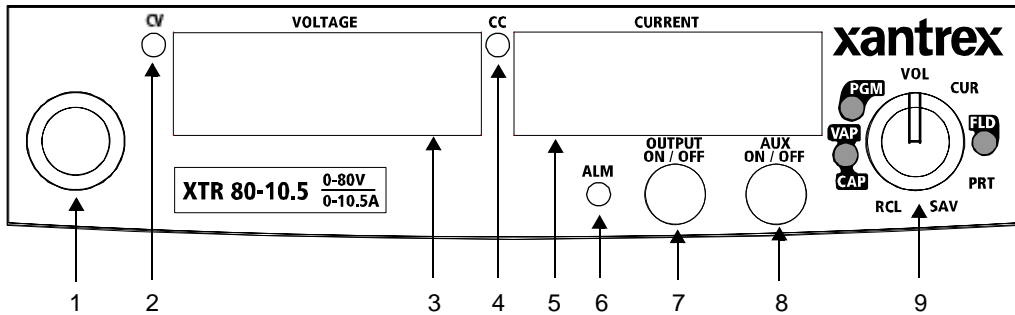 CV VOLTAGE CC CURRENT
xantrex
VOL
PGM CUR
VAP FLD
CAP PRT
RCL SAV
OUTPUT
ON / OFF
AUX
ON / OFF
ALM
XTR 80-10.5 0-80V
0-10.5A
1 2 3 4 5 6 7 8 9